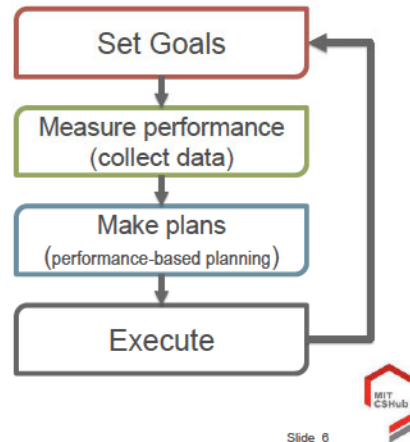 Set Goals
Measure performance
(collect data)
Make plans
(performance-based planning)
Execute
MIT
CSHub
Slide 6